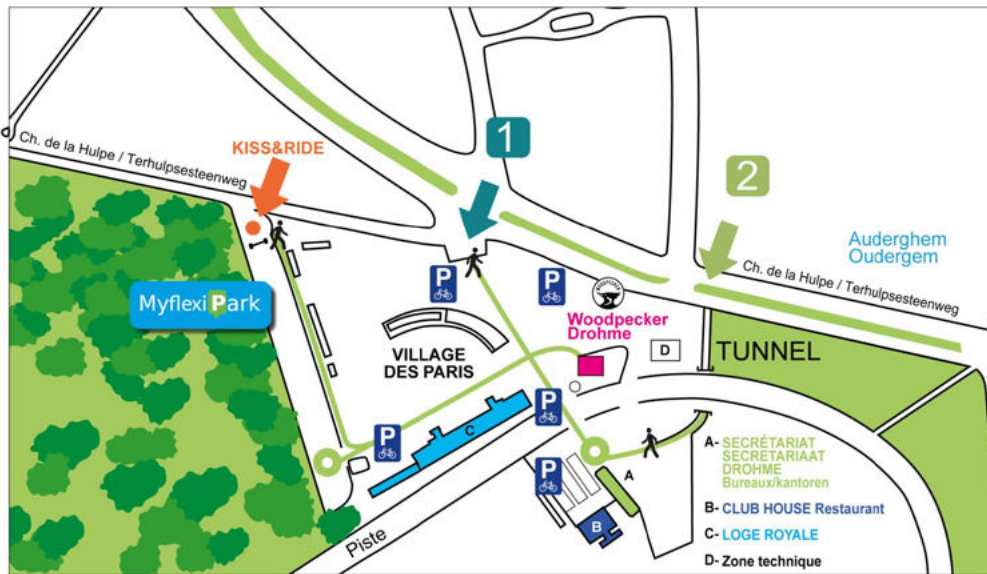 1
2
KISS&RIDE
Ch. de la Hulpe / Terhulpsesteenweg
Auderghem
Oudergem
Ch. de la Hulpe / Terhulpsesteenweg
P
P
WOODPECKER
Myflexi Park
Woodpecker
Drohme
D
TUNNEL
VILLAGE
DES PARIS
P
P
C
P
A
B
Piste
A- SECRÉTARIAT
SECRETARIAAT
DROHME
Bureaux/kantoren
B- CLUB HOUSE Restaurant
C- LOGE ROYALE
D- Zone technique